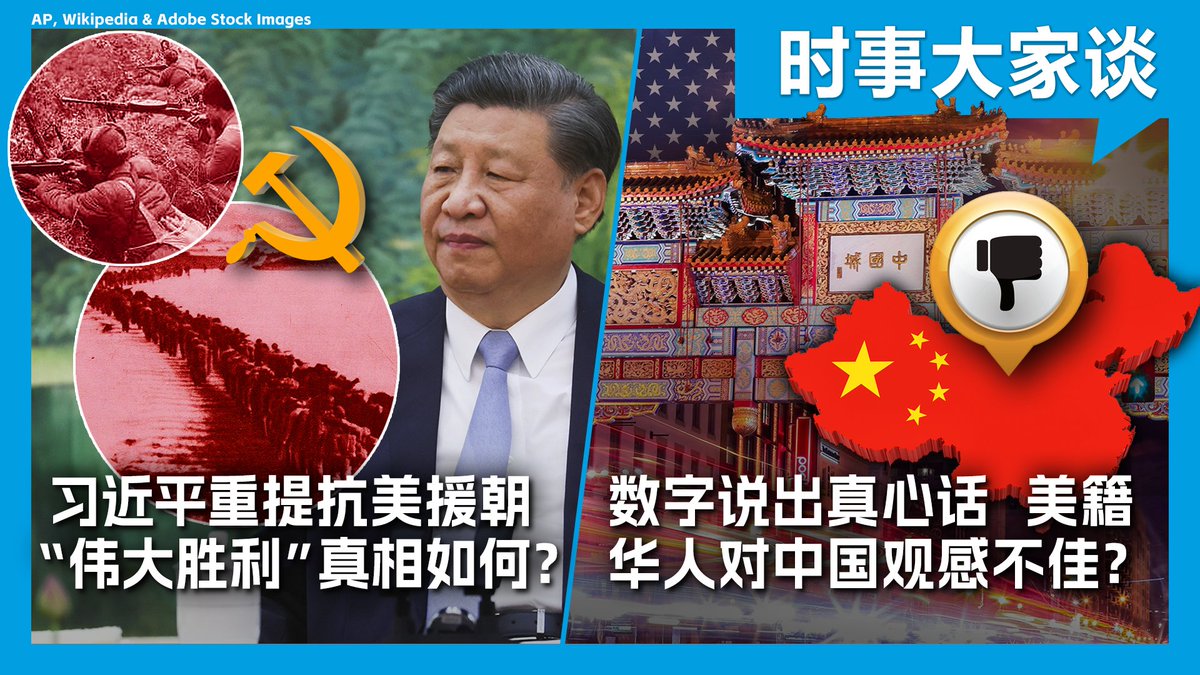 AP, Wikipedia & Adobe Stock Images
时事大家谈
中國城
习近平重提抗美援朝
“伟大胜利”真相如何?
数字说出真心话 美籍
华人对中国观感不佳?